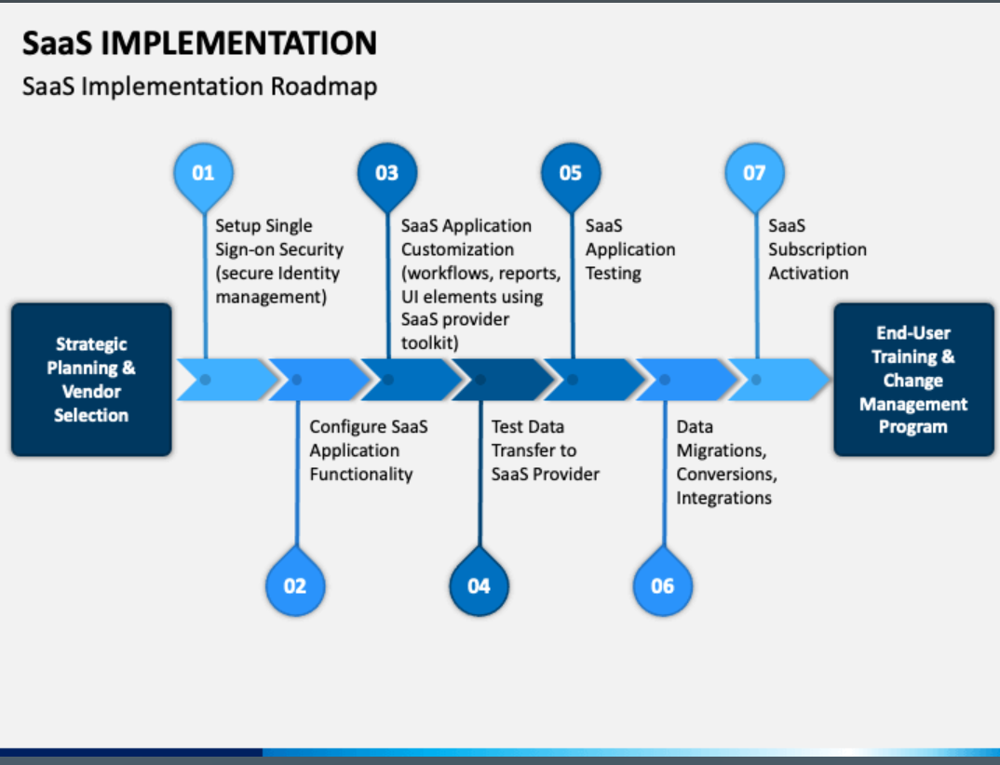 SaaS IMPLEMENTATION
SaaS Implementation Roadmap
Strategic
Planning &
Vendor
Selection
01
Setup Single
Sign-on Security
(secure Identity
management)
02
Configure SaaS
Application
Functionality
03
SaaS Application
Customization
(workflows, reports,
UI elements using
SaaS provider
toolkit)
04
Test Data
Transfer to
SaaS Provider
05
SaaS
Application
Testing
06
Data
Migrations,
Conversions,
Integrations
07
SaaS
Subscription
Activation
End-User
Training &
Change
Management
Program